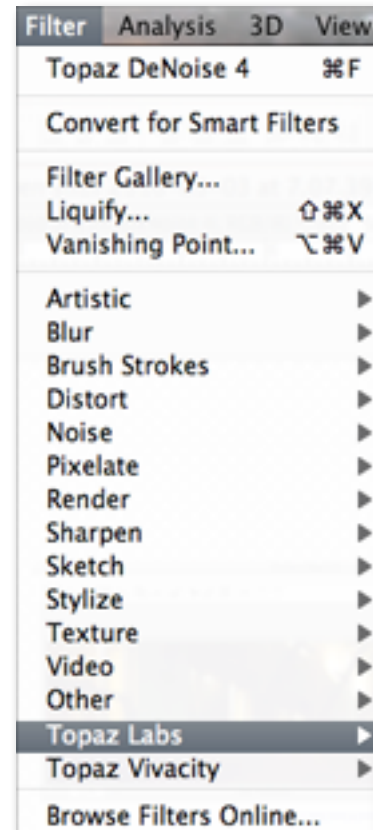 Filter Analysis 3D View
Topaz DeNoise 4 ⌘F
Convert for Smart Filters
Filter Gallery...
Liquify... ⇧⌘X
Vanishing Point... ⌥⌘V
Artistic ▶
Blur ▶
Brush Strokes ▶
Distort ▶
Noise ▶
Pixelate ▶
Render ▶
Sharpen ▶
Sketch ▶
Stylize ▶
Texture ▶
Video ▶
Other ▶
Topaz Labs ▶
Topaz Vivacity ▶
Browse Filters Online...